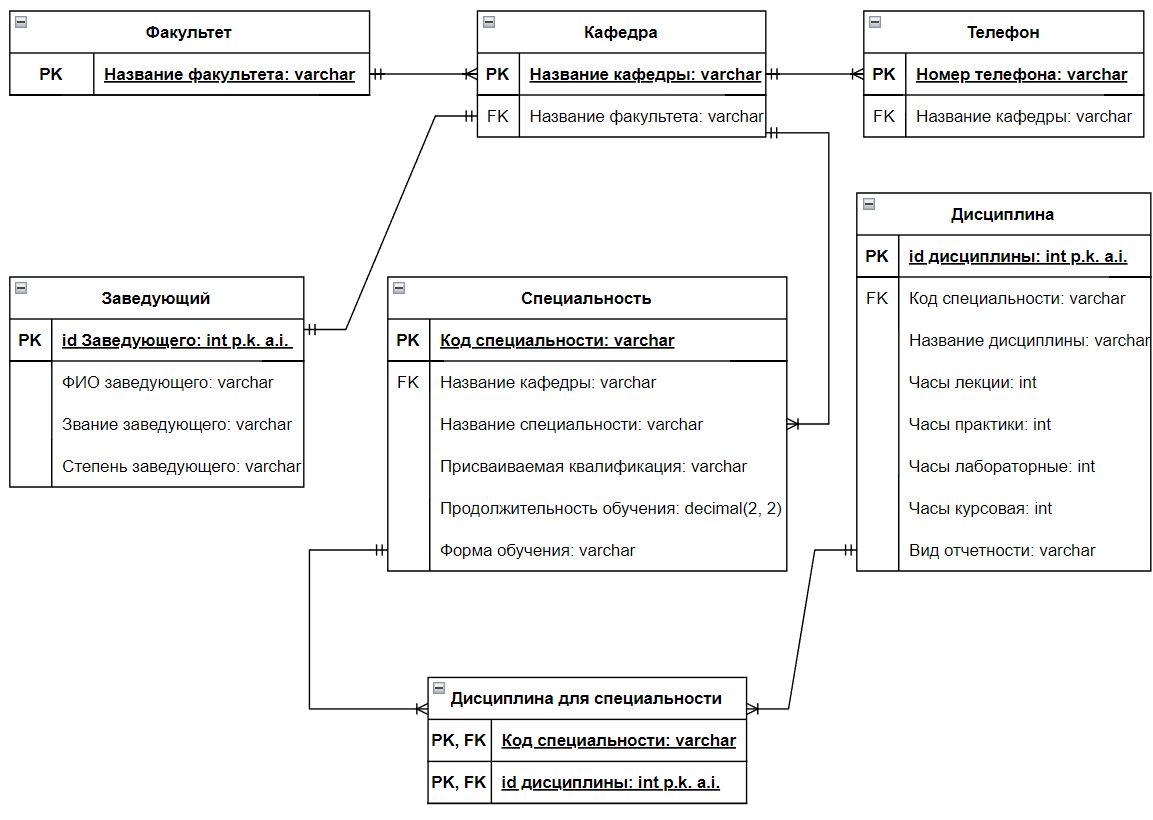 Факультет
PK Название факультета: varchar
Кафедра
PK Название кафедры: varchar
FK Название факультета: varchar
Телефон
PK Номер телефона: varchar
FK Название кафедры: varchar
Заведующий
PK id Заведующего: int p.k. a.i.
ФИО заведующего: varchar
Звание заведующего: varchar
Степень заведующего: varchar
Специальность
PK Код специальности: varchar
FK Название кафедры: varchar
Название специальности: varchar
Присваиваемая квалификация: varchar
Продолжительность обучения: decimal(2, 2)
Форма обучения: varchar
Дисциплина
PK id дисциплины: int p.k. a.i.
FK Код специальности: varchar
Название дисциплины: varchar
Часы лекции: int
Часы практики: int
Часы лабораторные: int
Часы курсовая: int
Вид отчетности: varchar
Дисциплина для специальности
PK, FK Код специальности: varchar
PK, FK id дисциплины: int p.k. a.i.